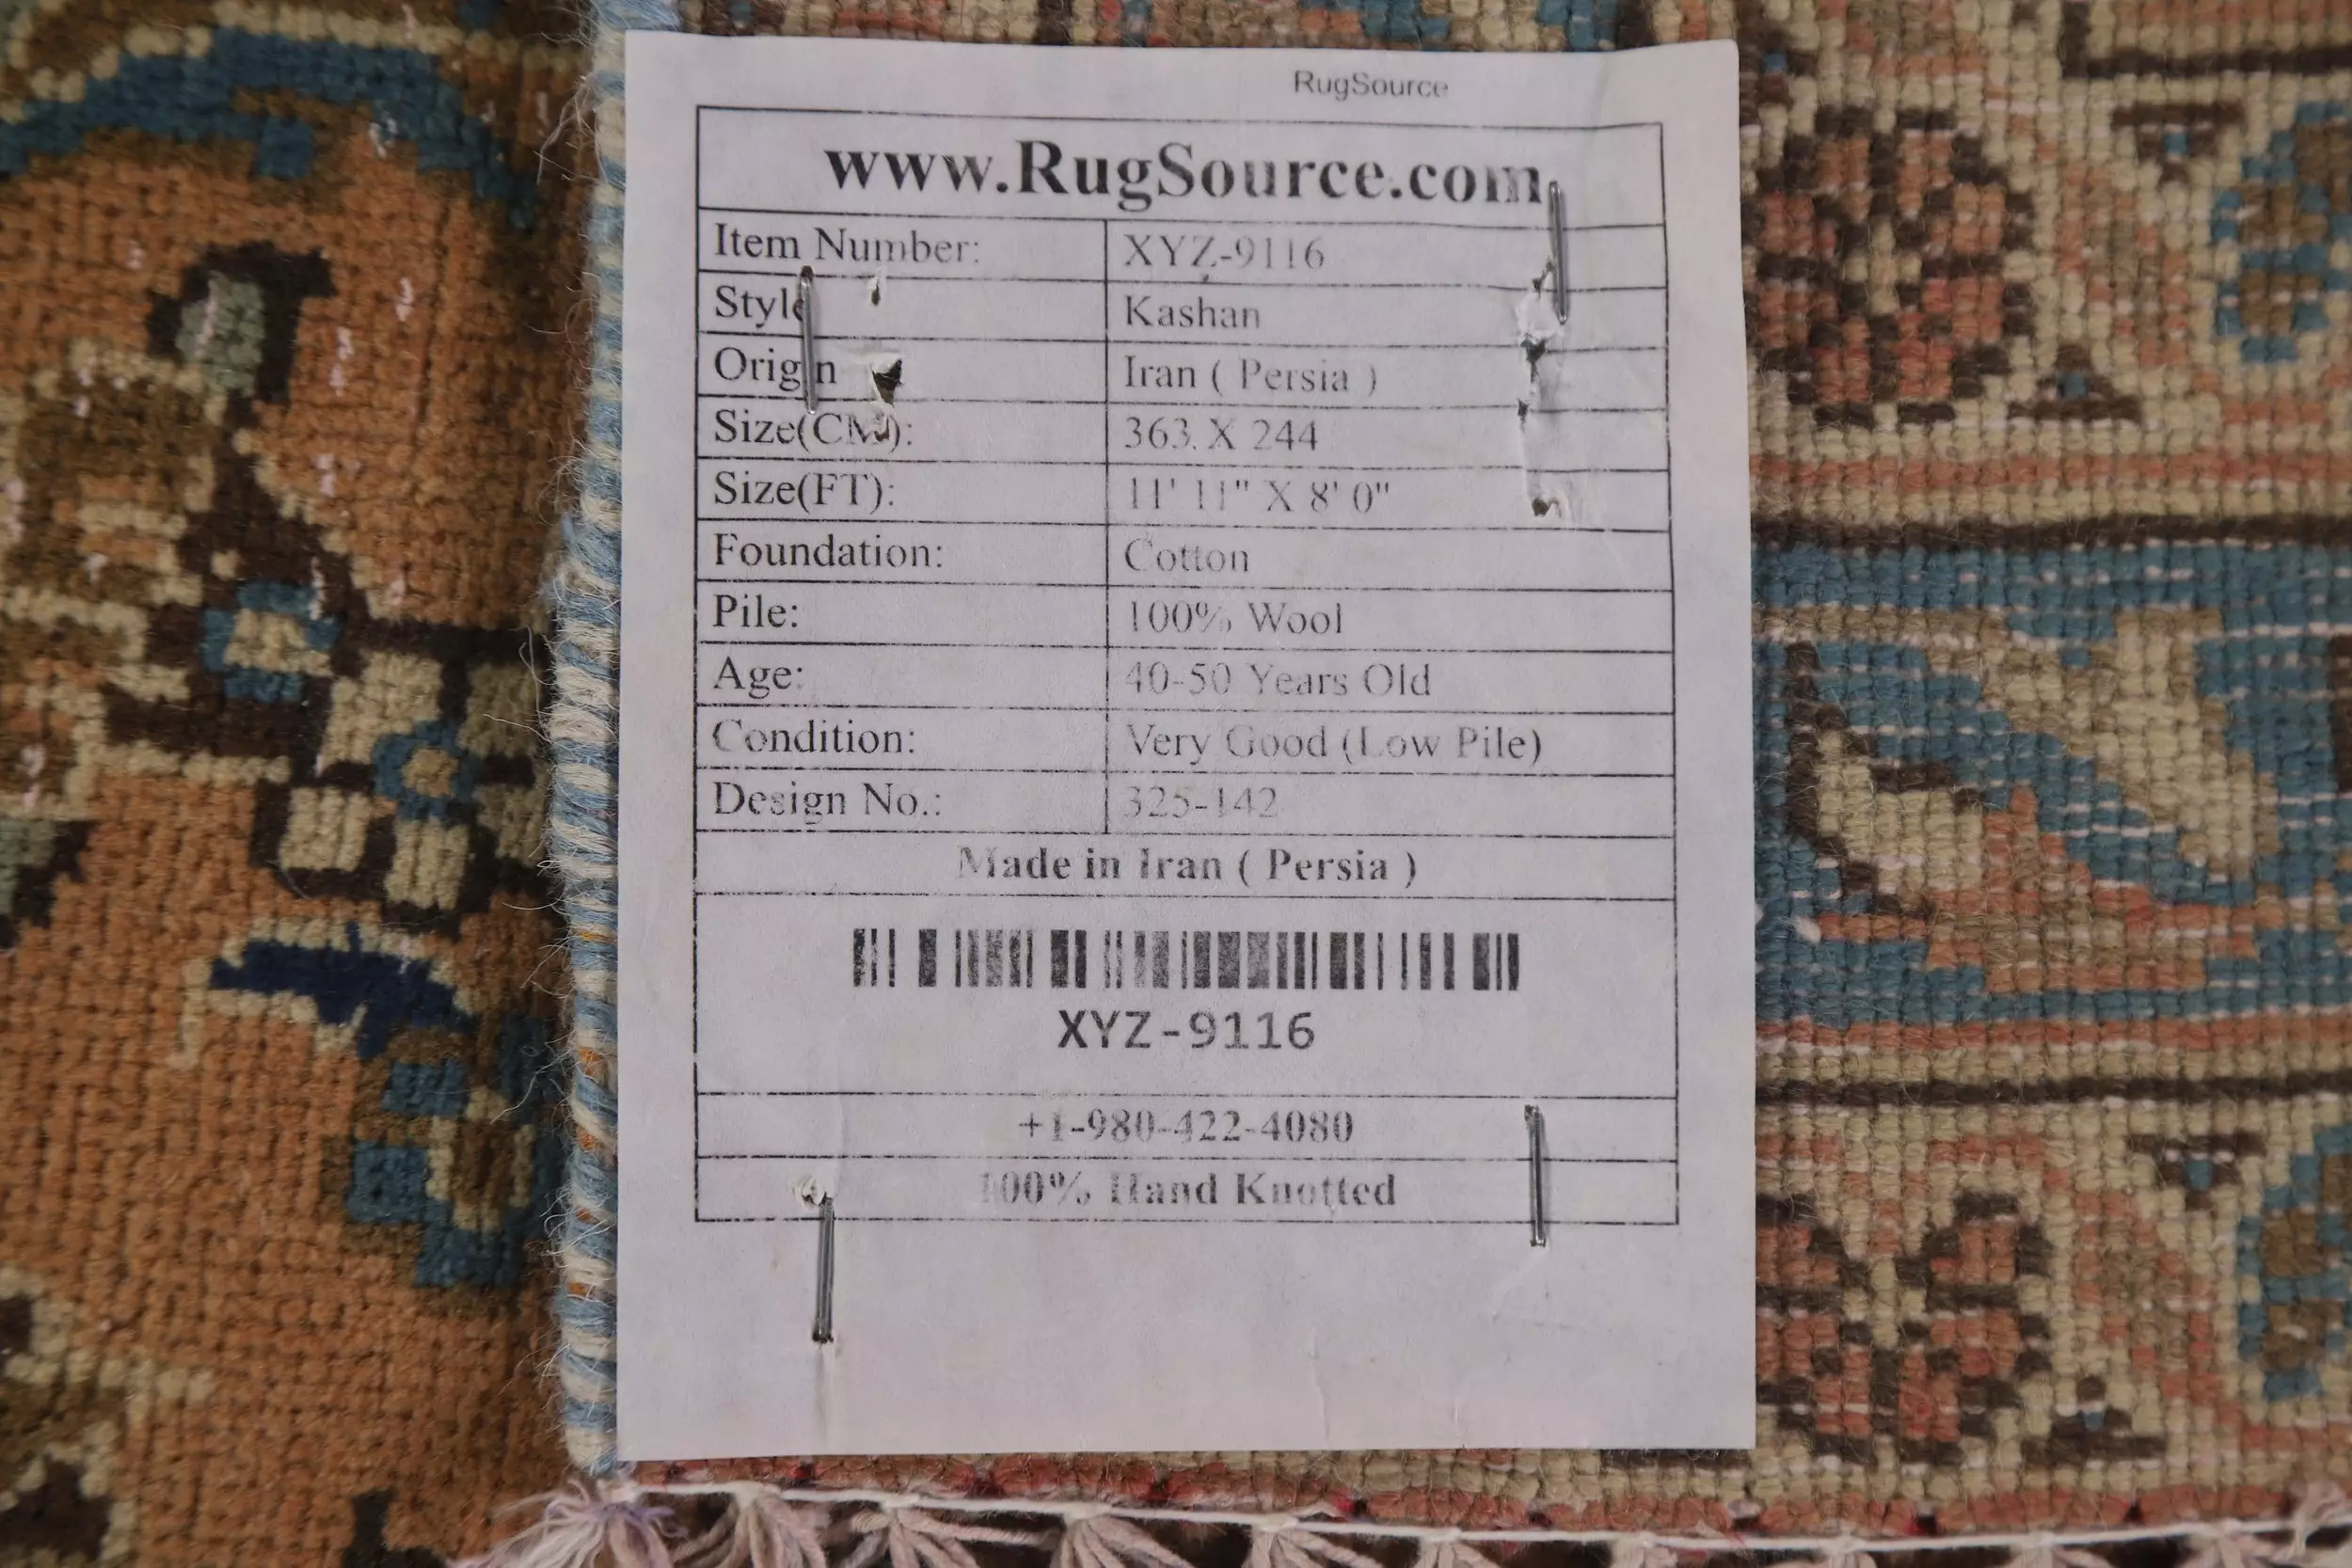 RugSource
www.RugSource.com
Item Number: XYZ-9116
Style Kashan
Origin Iran ( Persia )
Size(CM): 363 X 244
Size(FT): 11' 11" X 8' 0"
Foundation: Cotton
Pile: 100% Wool
Age: 40-50 Years Old
Condition: Very Good (Low Pile)
Design No.: 325-142
Made in Iran ( Persia )
XYZ-9116
+1-980-422-4080
100% Hand Knotted